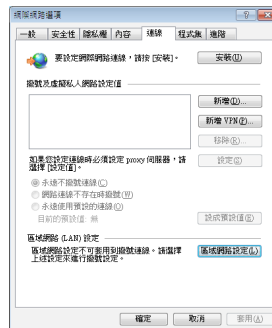 網際網路選項
一般 安全性 隱私權 內容 連線 程式集 進階
要設定網際網路連線，請按 [安裝]。
安裝(U)
撥號及虛擬私人網路設定值
新增(D)...
新增 VPN(P)...
移除(R)...
如果您設定連線時必須設定 proxy 伺服器，請
選擇 [設定值]。
設定(S)
永遠不撥號連線(C)
網路連線不存在時撥號(W)
永遠使用預設的連線(O)
目前的預設值: 無
設成預設值(E)
區域網路 (LAN) 設定
區域網路設定不可套用到撥號連線。請選擇
上述設定來進行撥號設定。
區域網路設定(L)
確定 取消 套用(A)